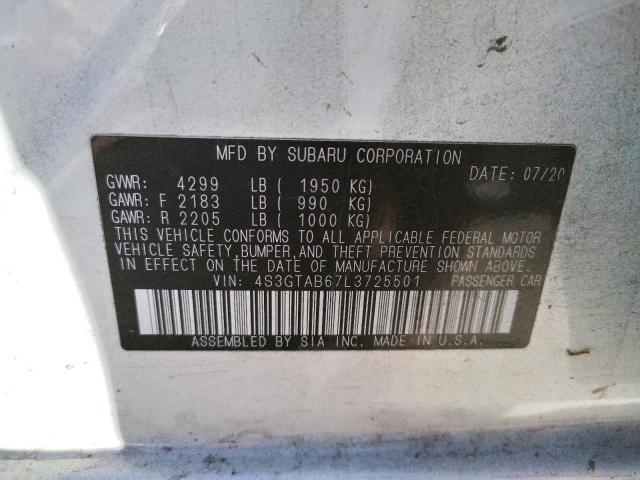 MFD BY SUBARU CORPORATION
DATE: 07/20
GVWR: 4299 LB ( 1950 KG)
GAWR: F 2183 LB ( 990 KG)
GAWR: R 2205 LB ( 1000 KG)
THIS VEHICLE CONFORMS TO ALL APPLICABLE FEDERAL MOTOR
VEHICLE SAFETY, BUMPER, AND THEFT PREVENTION STANDARDS
IN EFFECT ON THE DATE OF MANUFACTURE SHOWN ABOVE.
VIN: 4S3GTAB67L3725501 PASSENGER CAR
ASSEMBLED BY SIA INC. MADE IN U.S.A.